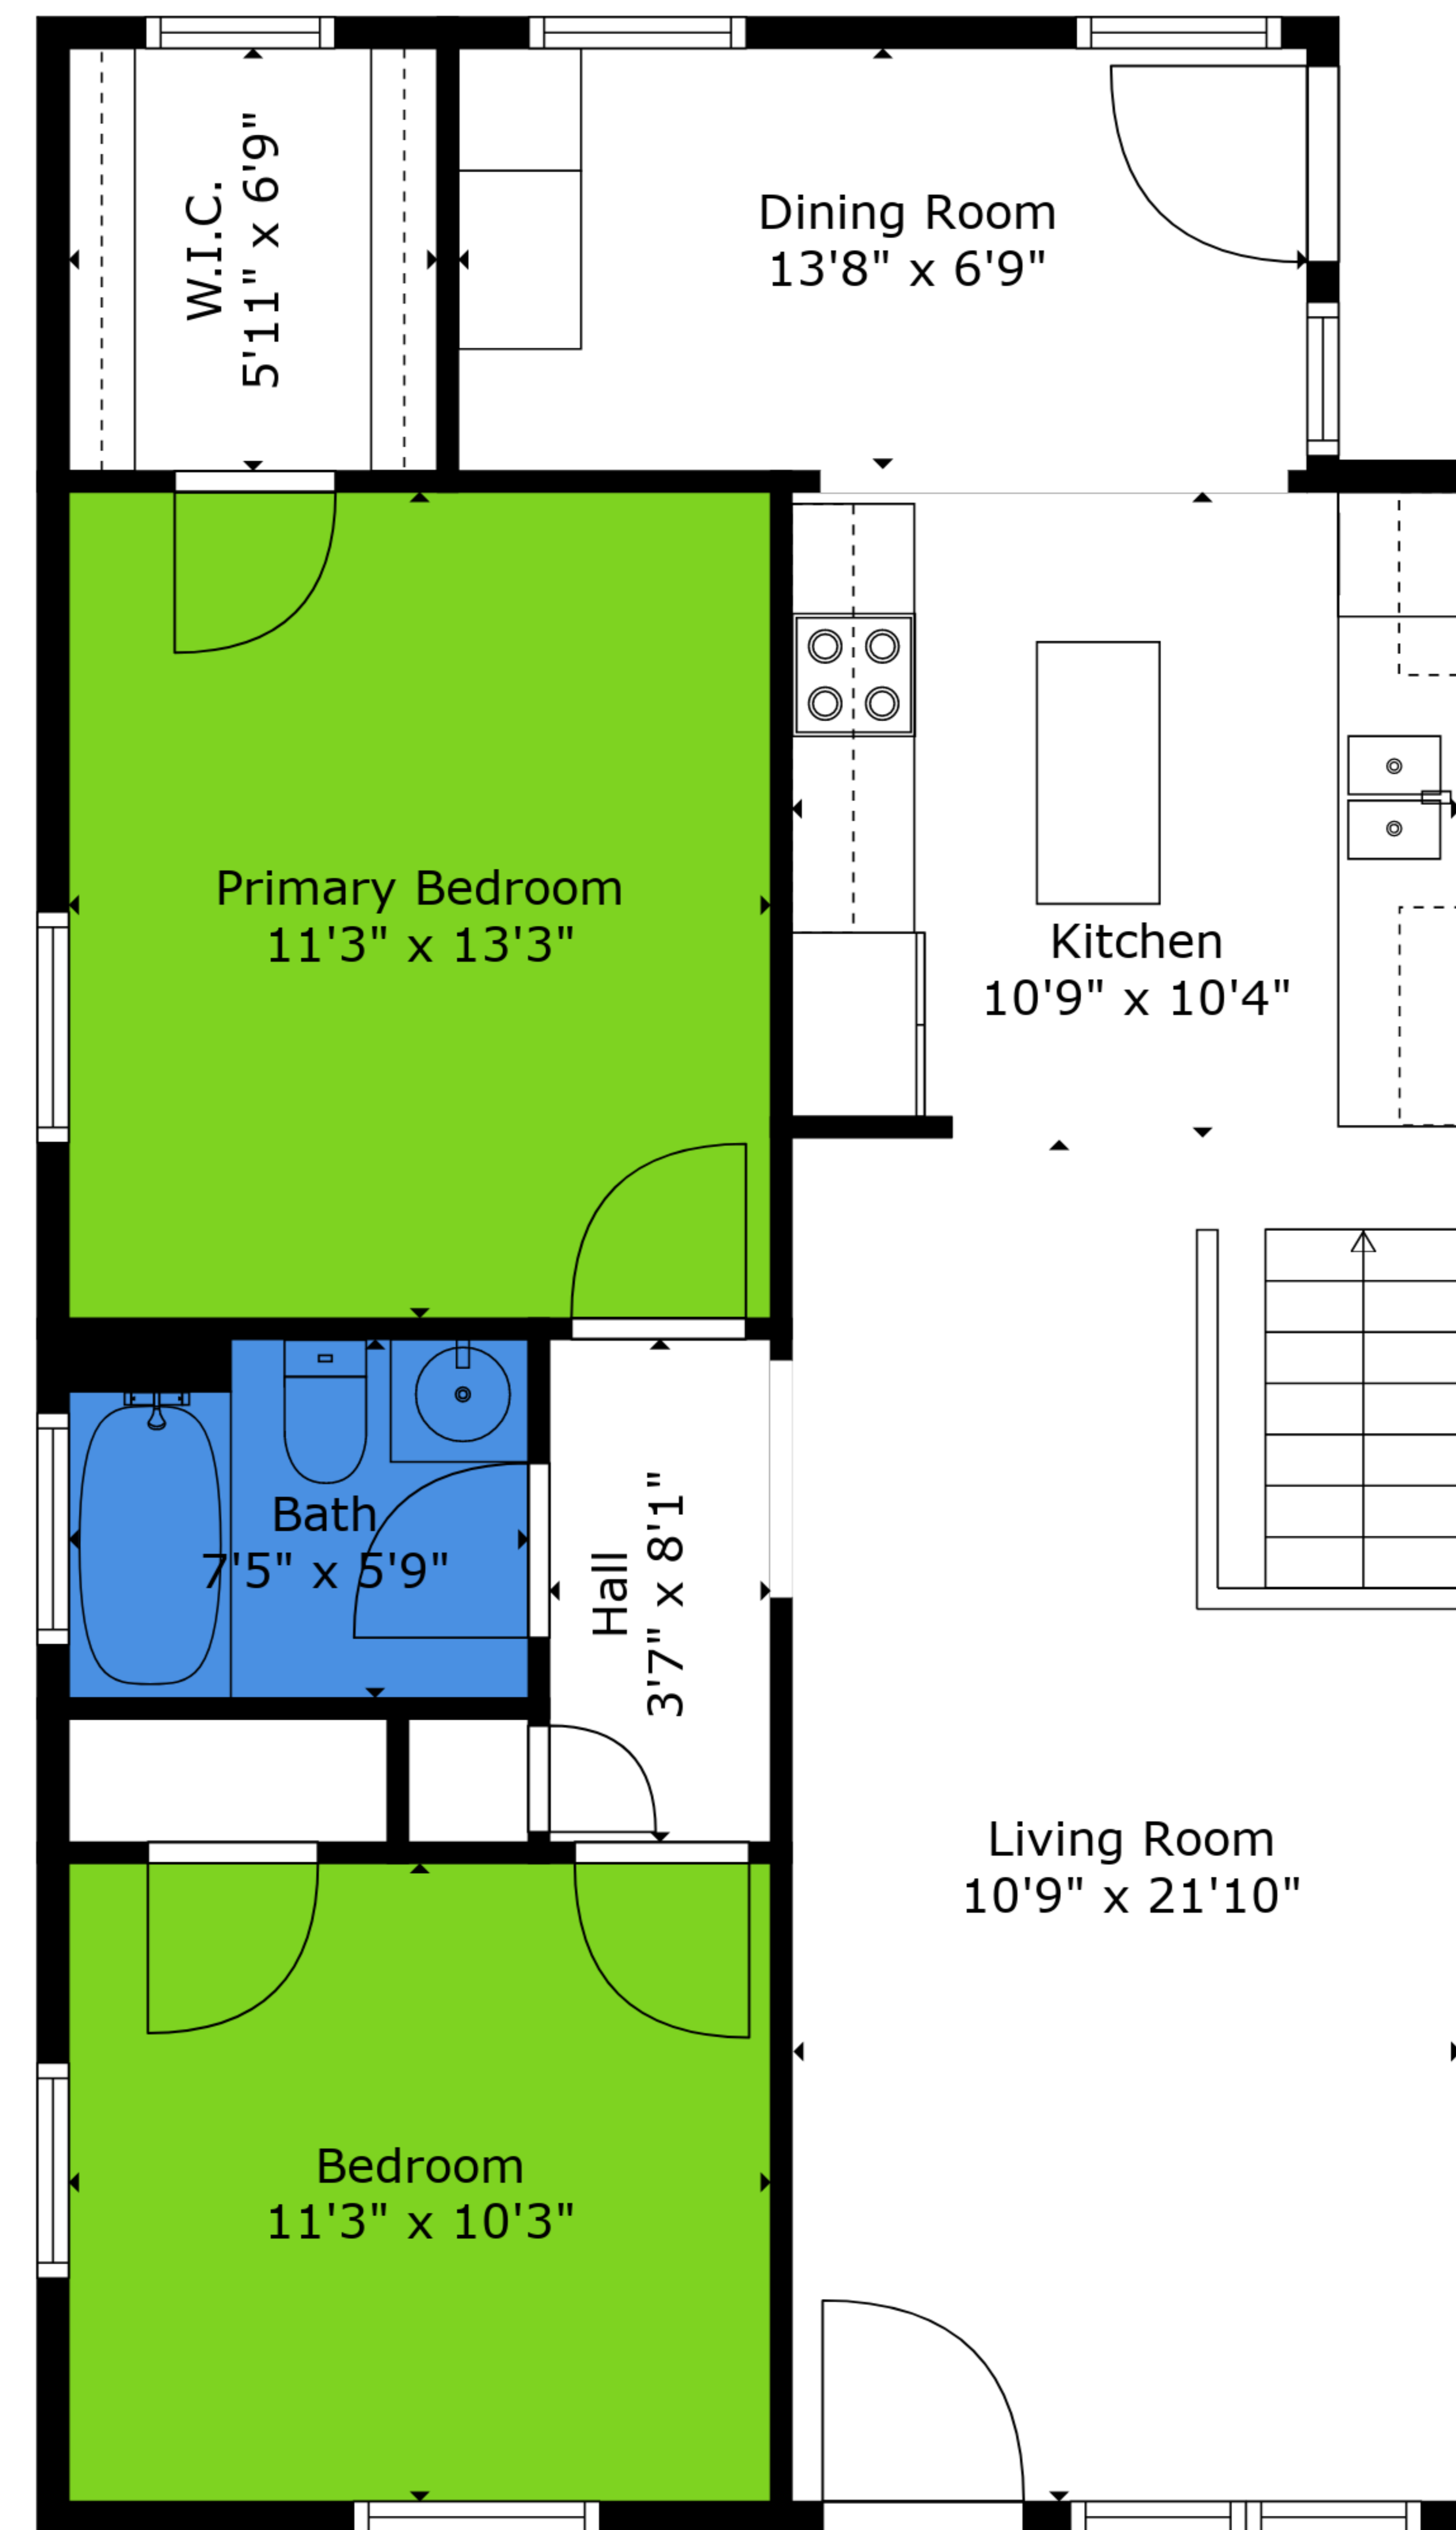 W.I.C.
5'11" x 6'9"
Dining Room
13'8" x 6'9"
Primary Bedroom
11'3" x 13'3"
Kitchen
10'9" x 10'4"
Bath
7'5" x 5'9"
Hall
3'7" x 8'1"
Living Room
10'9" x 21'10"
Bedroom
11'3" x 10'3"